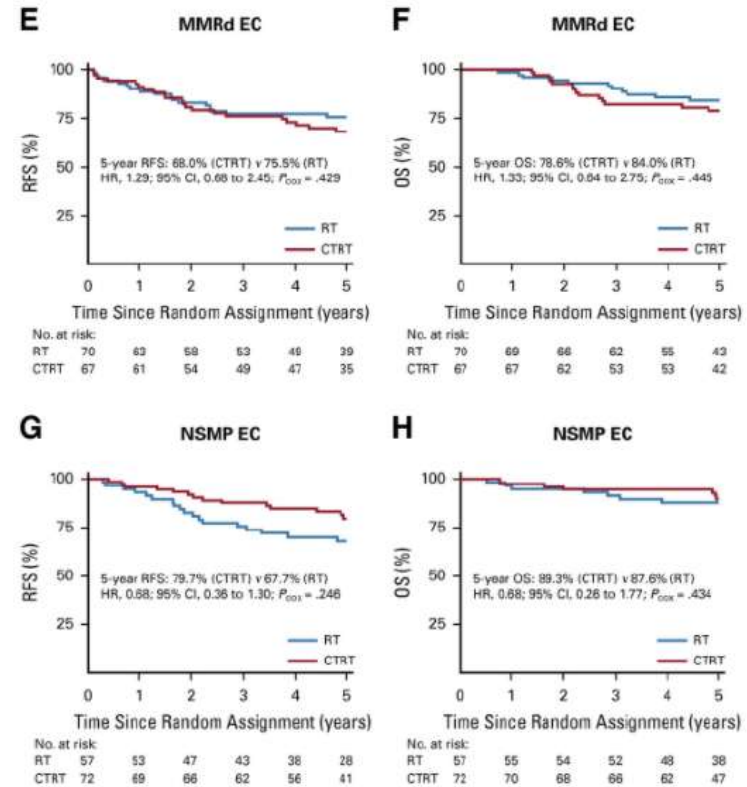 E
MMRd EC
100
75
50
25
RFS (%)
5-year RFS: 68.0% (CTRT) v 75.5% (RT)
HR, 1.29; 95% CI, 0.68 to 2.45; Pcox = .429
RT
CTRT
0 1 2 3 4 5
Time Since Random Assignment (years)
No. at risk:
RT 70 63 58 53 49 39
CTRT 67 61 54 49 47 35
F
MMRd EC
100
75
50
25
OS (%)
5-year OS: 78.6% (CTRT) v 84.0% (RT)
HR, 1.33; 95% CI, 0.64 to 2.75; Pcox = .445
RT
CTRT
0 1 2 3 4 5
Time Since Random Assignment (years)
No. at risk:
RT 70 69 66 62 55 43
CTRT 67 67 62 53 53 42
G
NSMP EC
100
75
50
25
RFS (%)
5-year RFS: 79.7% (CTRT) v 67.7% (RT)
HR, 0.68; 95% CI, 0.36 to 1.30; Pcox = .246
RT
CTRT
0 1 2 3 4 5
Time Since Random Assignment (years)
No. at risk:
RT 57 53 47 43 38 28
CTRT 72 69 66 62 56 41
H
NSMP EC
100
75
50
25
OS (%)
5-year OS: 89.3% (CTRT) v 87.6% (RT)
HR, 0.68; 95% CI, 0.26 to 1.77; Pcox = .434
RT
CTRT
0 1 2 3 4 5
Time Since Random Assignment (years)
No. at risk:
RT 57 55 54 52 48 38
CTRT 72 70 68 66 62 47